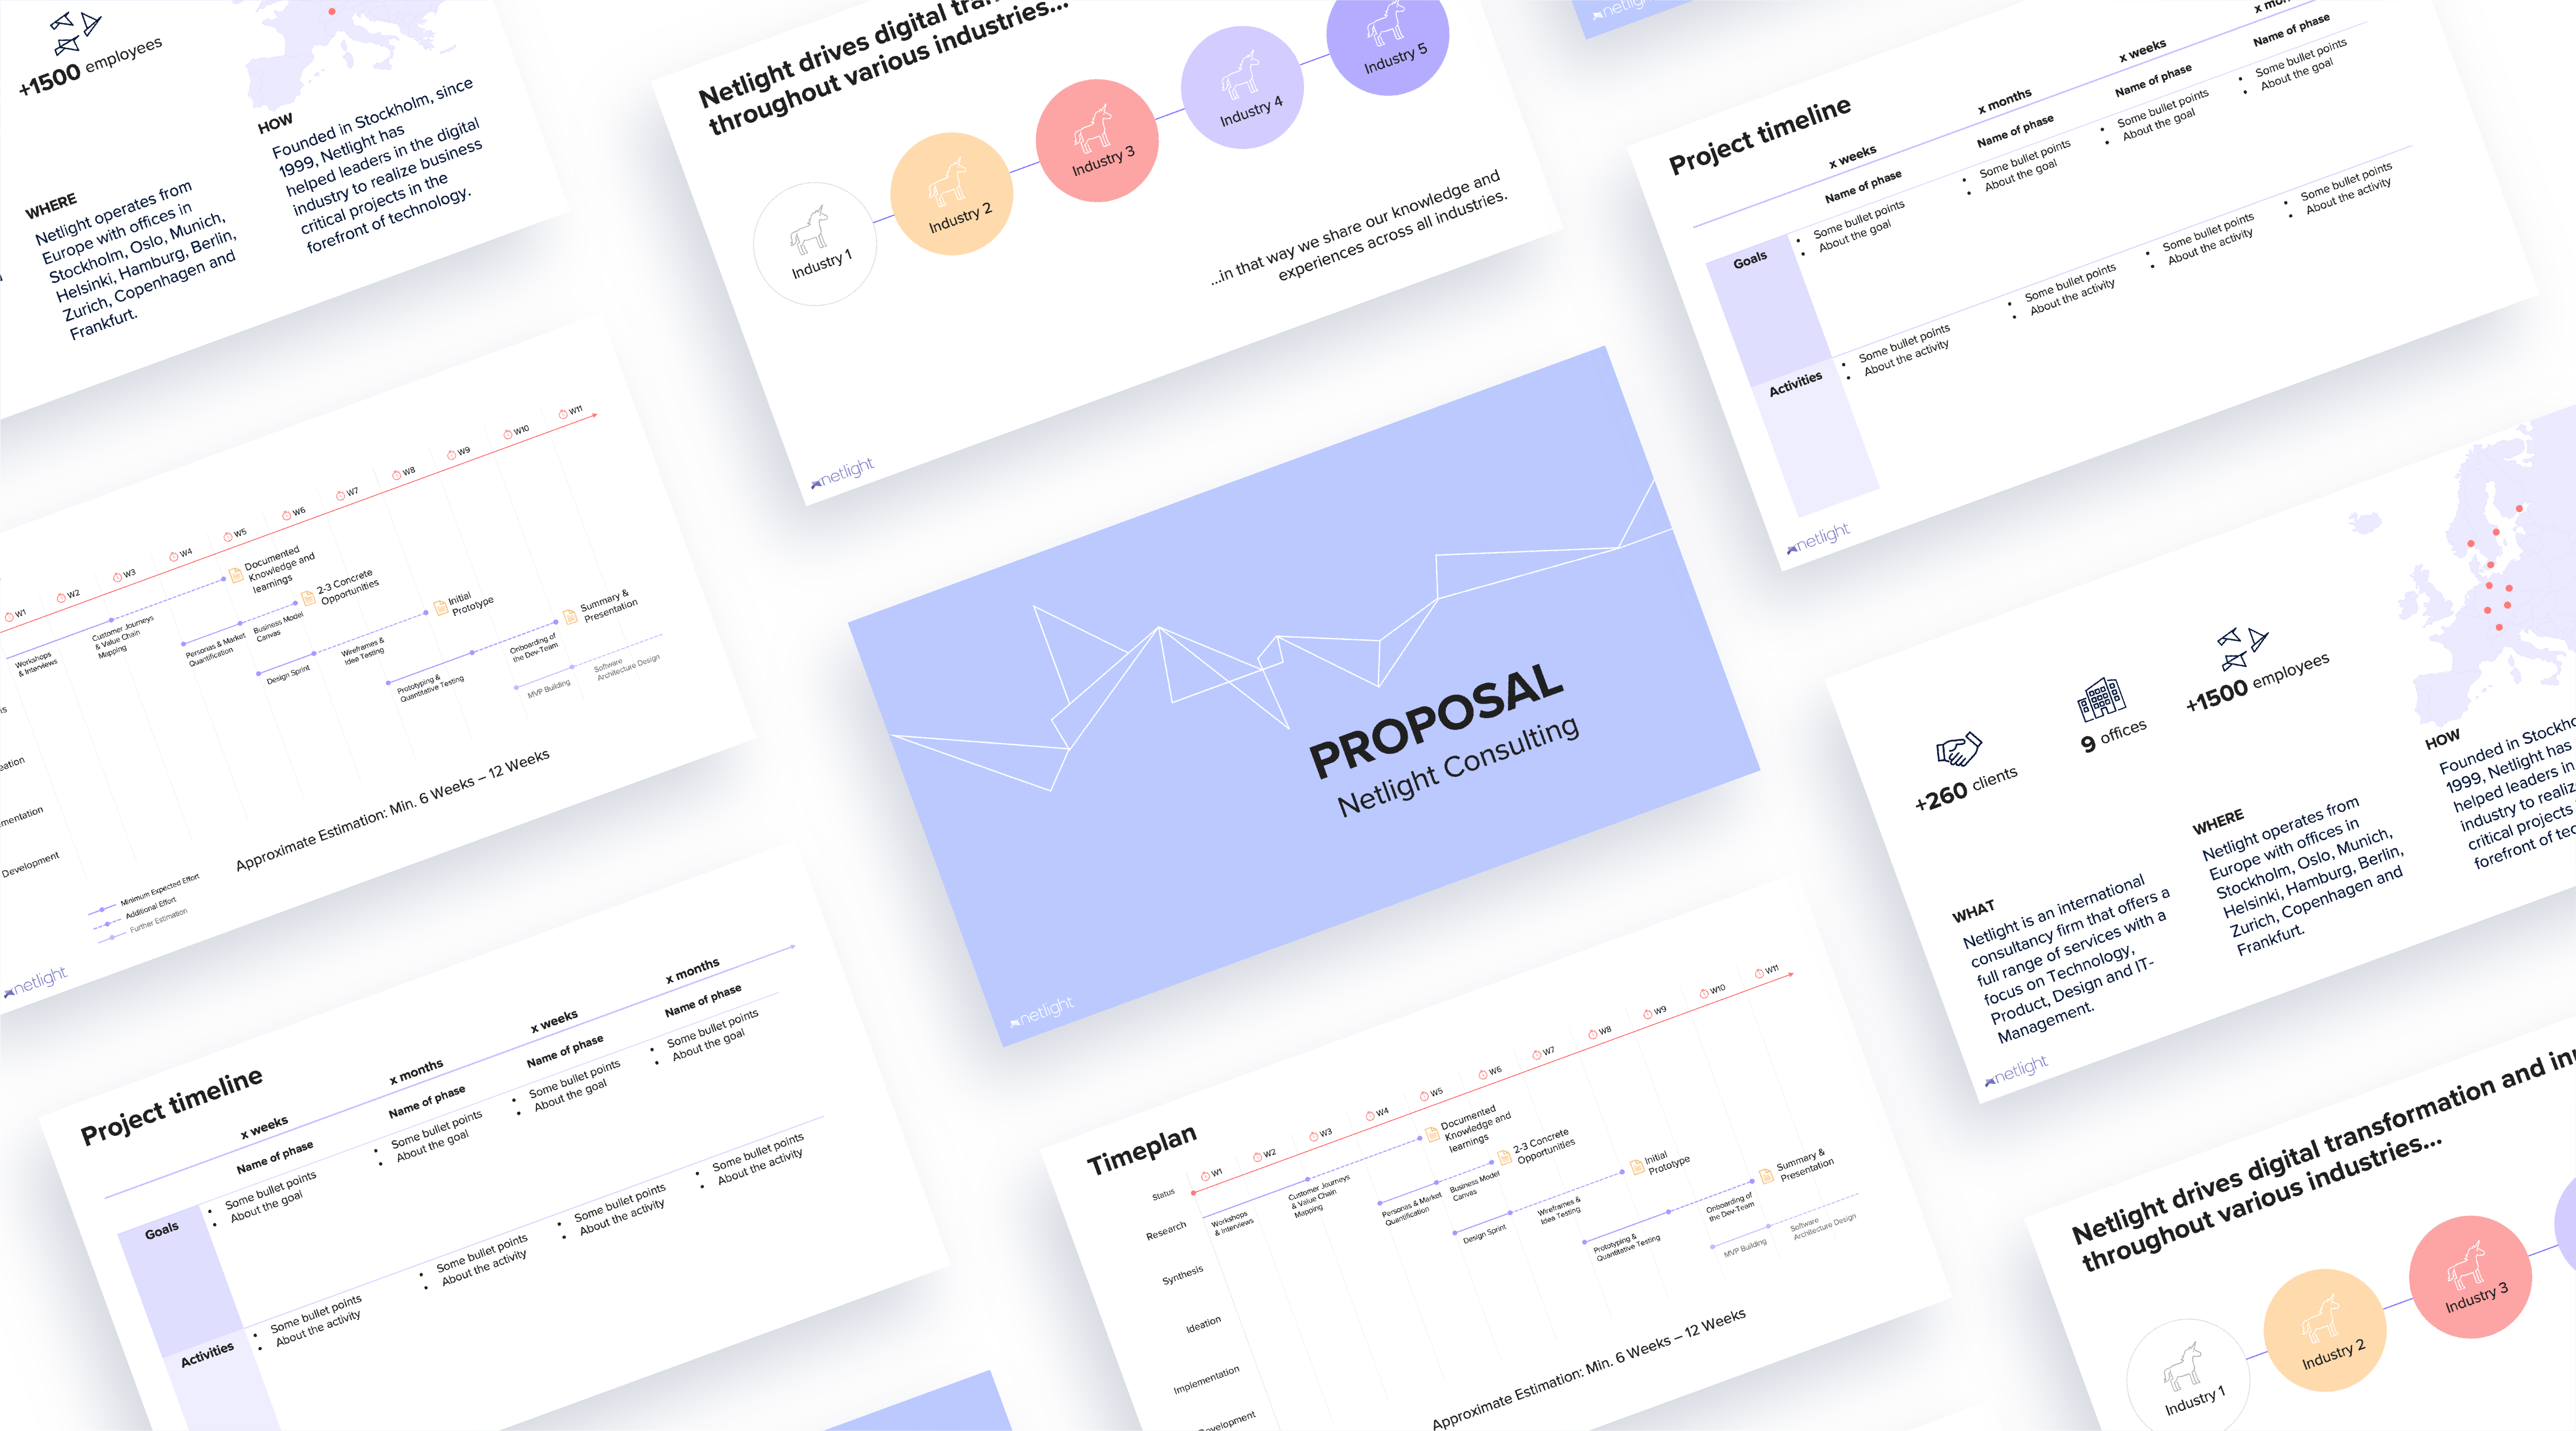 +1500 employees
WHERE
Netlight operates from
Europe with offices in
Stockholm, Oslo, Munich,
Helsinki, Hamburg, Berlin,
Zurich, Copenhagen and
Frankfurt.
HOW
Founded in Stockholm, since
1999, Netlight has
helped leaders in the digital
industry to realize business
critical projects in the
forefront of technology.
Netlight drives digital
throughout various industries...
Industry 1
Industry 2
Industry 3
Industry 4
Industry 5
...in that way we share our knowledge and
experiences across all industries.
netlight
netlight
Project timeline
x weeks
x months
x weeks
Name of phase
Name of phase
Name of phase
Name of phase
Goals
Some bullet points
About the goal
Some bullet points
About the goal
Some bullet points
About the goal
Some bullet points
About the goal
Activities
Some bullet points
About the activity
Some bullet points
About the activity
Some bullet points
About the activity
Some bullet points
About the activity
netlight
W1
W2
W3
W4
W5
W6
W7
W8
W9
W10
W11
Workshops
& Interviews
Customer Journeys
& Value Chain
Mapping
Documented
Knowledge and
learnings
Personas & Market
Quantification
Business Model
Canvas
2-3 Concrete
Opportunities
Design Sprint
Wireframes &
Idea Testing
Initial
Prototype
Prototyping &
Quantitative Testing
Onboarding of
the Dev-Team
Summary &
Presentation
MVP Building
Software
Architecture Design
Development
Approximate Estimation: Min. 6 Weeks – 12 Weeks
Minimum Expected Effort
Additional Effort
Further Estimation
netlight
PROPOSAL
Netlight Consulting
netlight
+260 clients
9 offices
+1500 employees
WHAT
Netlight is an international
consultancy firm that offers a
full range of services with a
focus on Technology,
Product, Design and IT-
Management.
WHERE
Netlight operates from
Europe with offices in
Stockholm, Oslo, Munich,
Helsinki, Hamburg, Berlin,
Zurich, Copenhagen and
Frankfurt.
HOW
Founded in
1999, Netlight has
helped leaders in
industry to
critical projects
forefront of
netlight
Project timeline
x weeks
x months
x weeks
x months
Name of phase
Name of phase
Name of phase
Name of phase
Goals
Some bullet points
About the goal
Some bullet points
About the goal
Some bullet points
About the goal
Some bullet points
About the goal
Activities
Some bullet points
About the activity
Some bullet points
About the activity
Some bullet points
About the activity
Some bullet points
About the activity
Timeplan
Status
W1
W2
W3
W4
W5
W6
W7
W8
W9
W10
W11
Research
Workshops
& Interviews
Customer Journeys
& Value Chain
Mapping
Documented
Knowledge and
learnings
Synthesis
Personas & Market
Quantification
Business Model
Canvas
2-3 Concrete
Opportunities
Ideation
Design Sprint
Wireframes &
Idea Testing
Initial
Prototype
Implementation
Prototyping &
Quantitative Testing
Onboarding of
the Dev-Team
Summary &
Presentation
MVP Building
Software
Architecture Design
Approximate Estimation: Min. 6 Weeks – 12 Weeks
Netlight drives digital transformation and
throughout various industries...
Industry 1
Industry 2
Industry 3